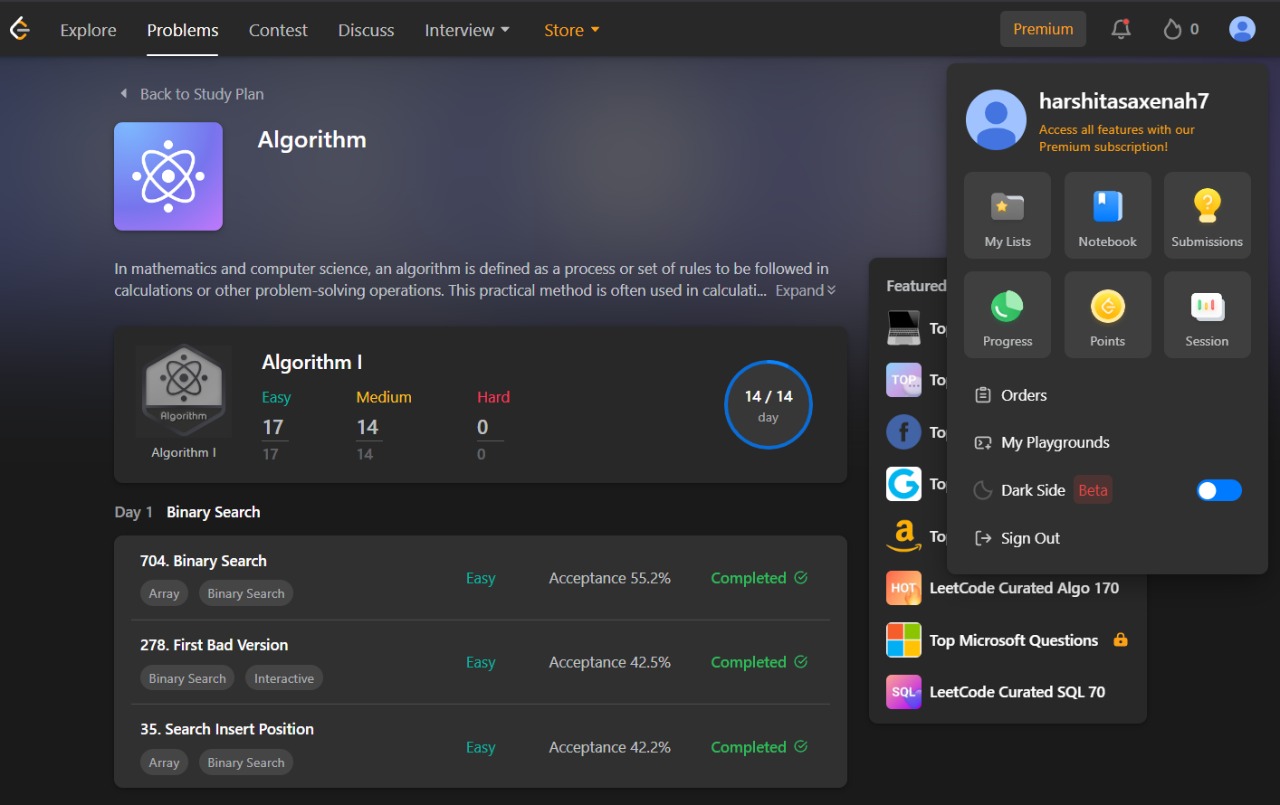 Explore Problems Contest Discuss Interview Store Premium 0
Back to Study Plan
Algorithm
In mathematics and computer science, an algorithm is defined as a process or set of rules to be followed in
calculations or other problem-solving operations. This practical method is often used in calculati... Expand
Algorithm
Algorithm I
Algorithm I
Easy Medium Hard
17 14 0
17 14 0
14 / 14
day
Day 1 Binary Search
704. Binary Search
Array Binary Search
Easy Acceptance 55.2% Completed
278. First Bad Version
Binary Search Interactive
Easy Acceptance 42.5% Completed
35. Search Insert Position
Array Binary Search
Easy Acceptance 42.2% Completed
Featured
To
TOP To
To
To
To
HOT LeetCode Curated Algo 170
Top Microsoft Questions
SQL LeetCode Curated SQL 70
harshitasaxenah7
Access all features with our
Premium subscription!
My Lists Notebook Submissions
Progress Points Session
Orders
My Playgrounds
Dark Side Beta
Sign Out